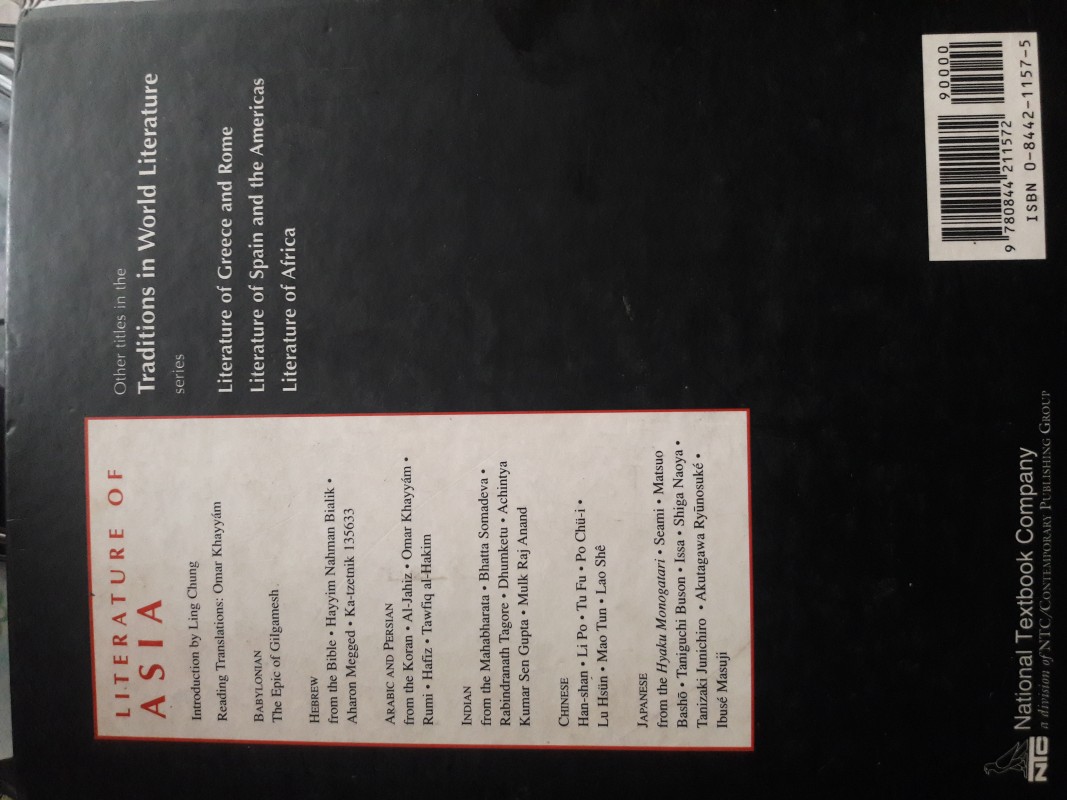 LITERATURE OF
ASIA
Introduction by Ling Chung
Reading Translations: Omar Khayyám
BABYLONIAN
The Epic of Gilgamesh
HEBREW
from the Bible • Hayyim Nahman Bialik •
Aharon Megged • Ka-tzetnik 135633
ARABIC AND PERSIAN
from the Koran • Al-Jahiz • Omar Khayyám •
Rumi • Hafiz • Tawfiq al-Hakim
INDIAN
from the Mahabharata • Bhatta Somadeva •
Rabindranath Tagore • Dhumketu • Achintya
Kumar Sen Gupta • Mulk Raj Anand
CHINESE
Han-shan • Li Po • Tu Fu • Po Chü-i •
Lu Hsün • Mao Tun • Lao Shê
JAPANESE
from the Hyaku Monogatari • Seami • Matsuo
Bashō • Taniguchi Buson • Issa • Shiga Naoya •
Tanizaki Junichiro • Akutagawa Ryūnosuké •
Ibusé Masuji
Other titles in the
Traditions in World Literature
series
Literature of Greece and Rome
Literature of Spain and the Americas
Literature of Africa
NTC National Textbook Company
a division of NTC/CONTEMPORARY PUBLISHING GROUP
90000
9 780844 211572
ISBN 0-8442-1157-5